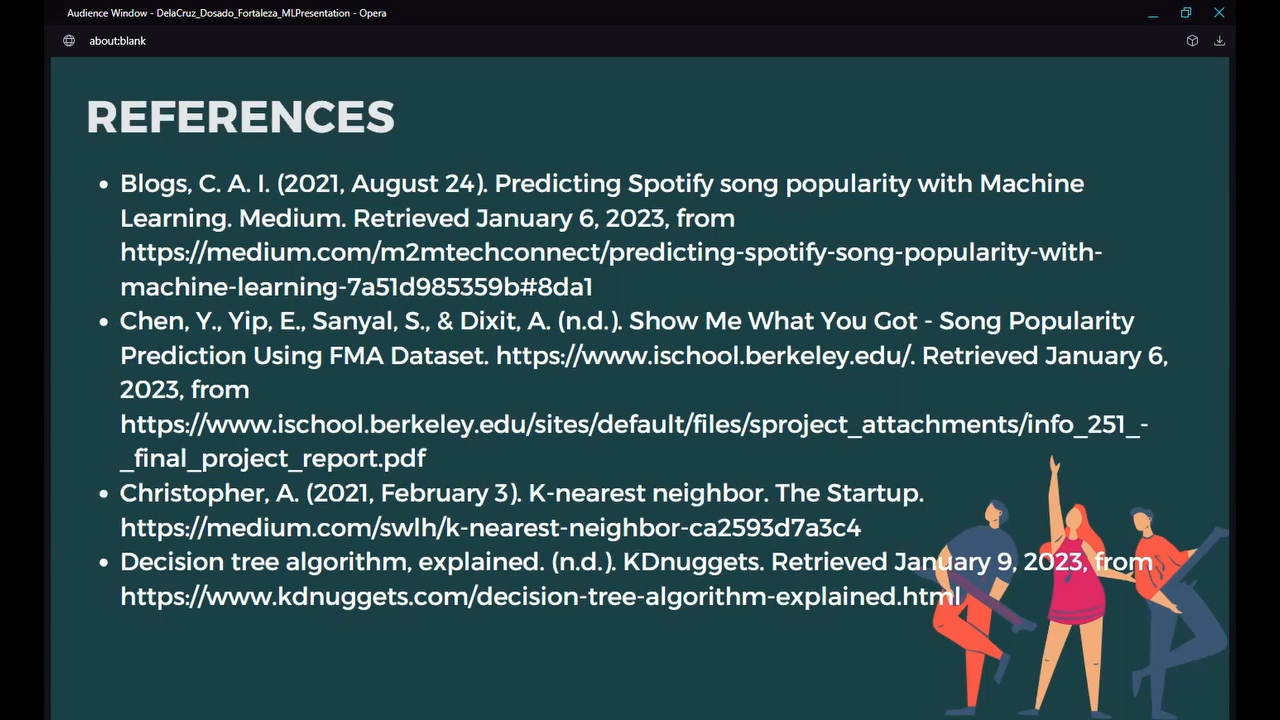 Audience Window - DelaCruz_Dosado_Fortaleza_MLPresentation - Opera
about:blank
REFERENCES
• Blogs, C. A. I. (2021, August 24). Predicting Spotify song popularity with Machine
Learning. Medium. Retrieved January 6, 2023, from
https://medium.com/m2mtechconnect/predicting-spotify-song-popularity-with-
machine-learning-7a51d985359b#8da1
• Chen, Y., Yip, E., Sanyal, S., & Dixit, A. (n.d.). Show Me What You Got - Song Popularity
Prediction Using FMA Dataset. https://www.ischool.berkeley.edu/. Retrieved January 6,
2023, from
https://www.ischool.berkeley.edu/sites/default/files/sproject_attachments/info_251_-
_final_project_report.pdf
• Christopher, A. (2021, February 3). K-nearest neighbor. The Startup.
https://medium.com/swlh/k-nearest-neighbor-ca2593d7a3c4
• Decision tree algorithm, explained. (n.d.). KDnuggets. Retrieved January 9, 2023, from
https://www.kdnuggets.com/decision-tree-algorithm-explained.html